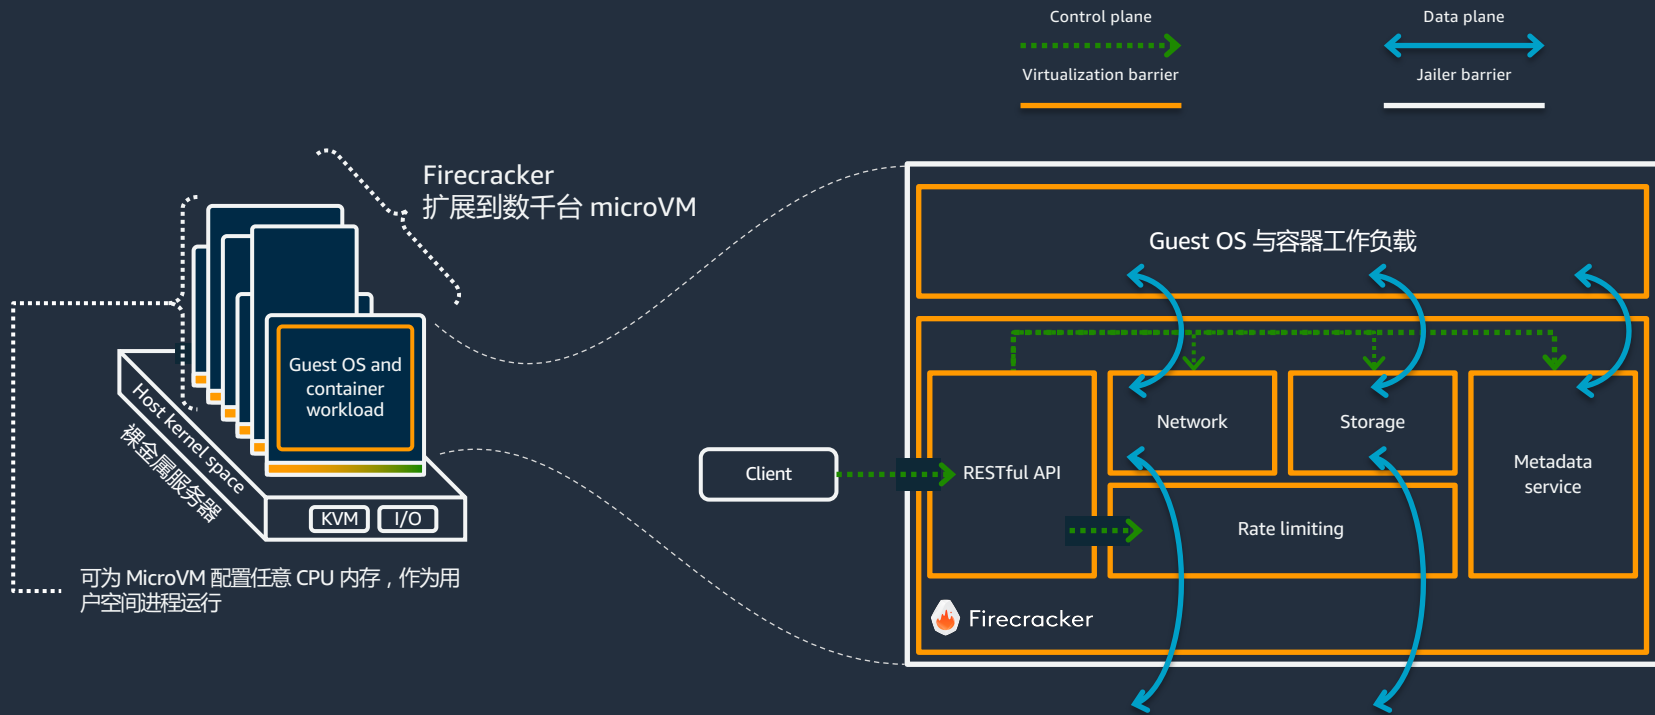 Control plane
Data plane
Virtualization barrier
Jailer barrier
Firecracker
扩展到数千台 microVM
Guest OS and
container
workload
Host kernel space
裸金属服务器
KVM
I/O
可为 MicroVM 配置任意 CPU 内存，作为用
户空间进程运行
Client
Guest OS 与容器工作负载
RESTful API
Network
Storage
Metadata
service
Rate limiting
Firecracker